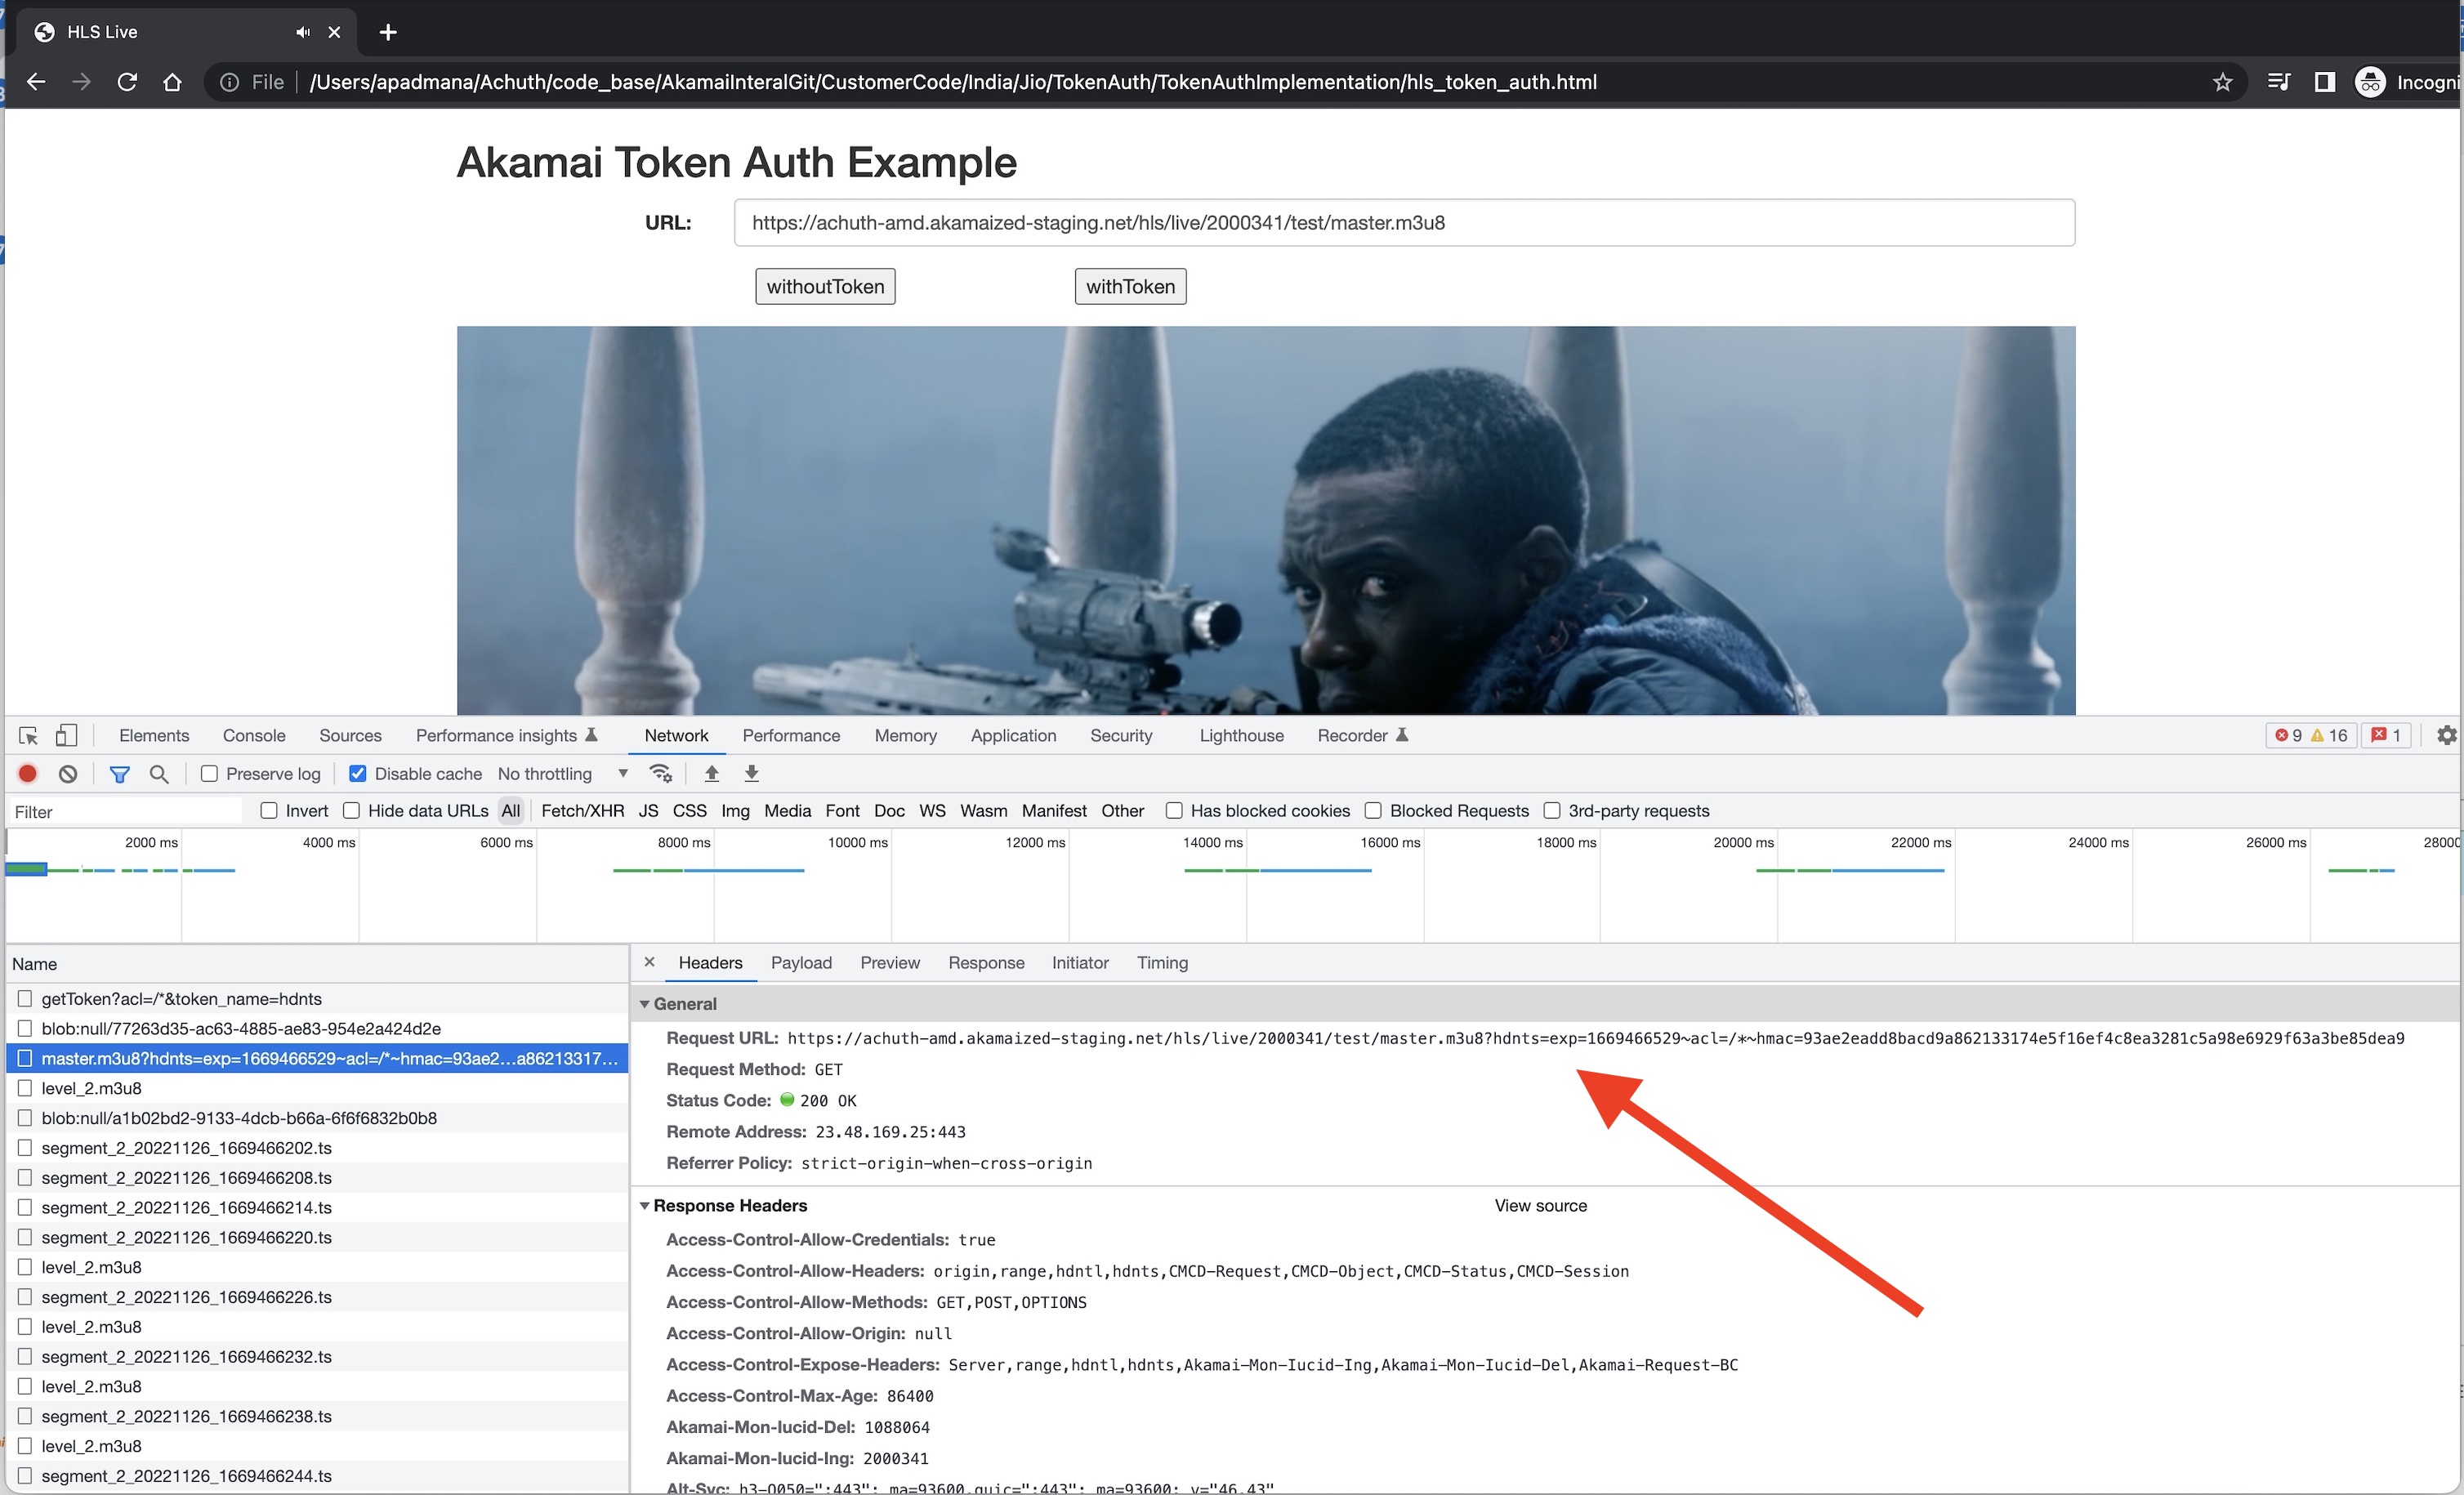 HLS Live
File /Users/apadmana/Achuth/code_base/AkamaiInteralGit/CustomerCode/India/Jio/TokenAuth/TokenAuthImplementation/hls_token_auth.html
Akamai Token Auth Example
URL: https://achuth-amd.akamaized-staging.net/hls/live/2000341/test/master.m3u8
withoutToken withToken
Elements Console Sources Performance insights Network Performance Memory Application Security Lighthouse Recorder 9 16 1
Preserve log Disable cache No throttling
Filter Invert Hide data URLs All Fetch/XHR JS CSS Img Media Font Doc WS Wasm Manifest Other Has blocked cookies Blocked Requests 3rd-party requests
2000 ms 4000 ms 6000 ms 8000 ms 10000 ms 12000 ms 14000 ms 16000 ms 18000 ms 20000 ms 22000 ms 24000 ms 26000 ms
Name
getToken?acl=/*&token_name=hdnts
blob:null/77263d35-ac63-4885-ae83-954e2a424d2e
master.m3u8?hdnts=exp=1669466529~acl=/*~hmac=93ae2…a86213317…
level_2.m3u8
blob:null/a1b02bd2-9133-4dcb-b66a-6f6f6832b0b8
segment_2_20221126_1669466202.ts
segment_2_20221126_1669466208.ts
segment_2_20221126_1669466214.ts
segment_2_20221126_1669466220.ts
level_2.m3u8
segment_2_20221126_1669466226.ts
level_2.m3u8
segment_2_20221126_1669466232.ts
level_2.m3u8
segment_2_20221126_1669466238.ts
level_2.m3u8
segment_2_20221126_1669466244.ts
Headers Payload Preview Response Initiator Timing
General
Request URL: https://achuth-amd.akamaized-staging.net/hls/live/2000341/test/master.m3u8?hdnts=exp=1669466529~acl=/*~hmac=93ae2eadd8bacd9a862133174e5f16ef4c8ea3281c5a98e6929f63a3be85dea9
Request Method: GET
Status Code: 200 OK
Remote Address: 23.48.169.25:443
Referrer Policy: strict-origin-when-cross-origin
Response Headers View source
Access-Control-Allow-Credentials: true
Access-Control-Allow-Headers: origin,range,hdntl,hdnts,CMCD-Request,CMCD-Object,CMCD-Status,CMCD-Session
Access-Control-Allow-Methods: GET,POST,OPTIONS
Access-Control-Allow-Origin: null
Access-Control-Expose-Headers: Server,range,hdntl,hdnts,Akamai-Mon-Iucid-Ing,Akamai-Mon-Iucid-Del,Akamai-Request-BC
Access-Control-Max-Age: 86400
Akamai-Mon-Iucid-Del: 1088064
Akamai-Mon-Iucid-Ing: 2000341
Alt-Svc: h3-Q050=":443"; ma=93600,quic=":443"; ma=93600; v="46,43"